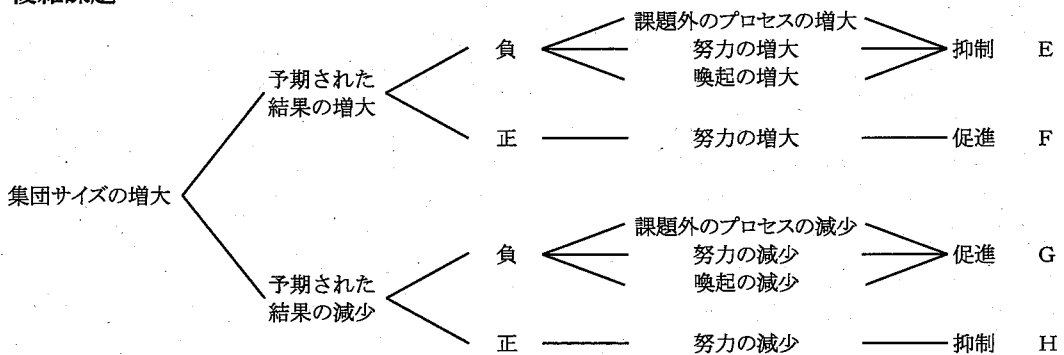 課題外のプロセスの増大
負 努力の増大 抑制 E
喚起の増大
予期された
結果の増大
正 努力の増大 促進 F
集団サイズの増大
課題外のプロセスの減少
負 努力の減少 促進 G
喚起の減少
予期された
結果の減少
正 努力の減少 抑制 H